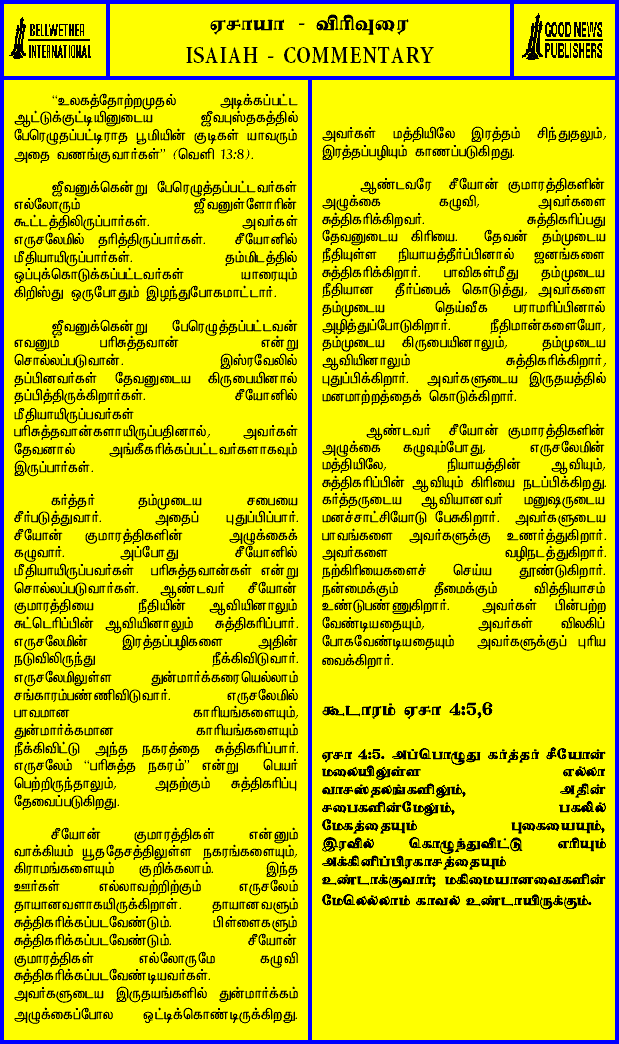 BELLWETHER
INTERNATIONAL
ஏசாயா - விரிவுரை
ISAIAH - COMMENTARY
GOOD NEWS
PUBLISHERS
“உலகத்தோற்றமுதல் அடிக்கப்பட்ட
ஆட்டுக்குட்டியினுடைய ஜீவபுஸ்தகத்தில்
பேரெழுதப்பட்டிராத பூமியின் குடிகள் யாவரும்
அதை வணங்குவார்கள்” (வெளி 13:8).
ஜீவனுக்கென்று பேரெழுத்தப்பட்டவர்கள்
எல்லோரும் ஜீவனுள்ளோரின்
கூட்டத்திலிருப்பார்கள். அவர்கள்
எருசலேமில் தரித்திருப்பார்கள். சீயோனில்
மீதியாயிருப்பார்கள். தம்மிடத்தில்
ஒப்புக்கொடுக்கப்பட்டவர்கள் யாரையும்
கிறிஸ்து ஒருபோதும் இழந்துபோகமாட்டார்.
ஜீவனுக்கென்று பேரெழுதப்பட்டவன்
எவனும் பரிசுத்தவான் என்று
சொல்லப்படுவான். இஸ்ரவேலில்
தப்பினவர்கள் தேவனுடைய கிருபையினால்
தப்பித்திருக்கிறார்கள். சீயோனில்
மீதியாயிருப்பவர்கள்
பரிசுத்தவான்களாயிருப்பதினால், அவர்கள்
தேவனால் அங்கீகரிக்கப்பட்டவர்களாகவும்
இருப்பார்கள்.
கர்த்தர் தம்முடைய சபையை
சீர்படுத்துவார். அதைப் புதுப்பிப்பார்.
சீயோன் குமாரத்திகளின் அழுக்கைக்
கழுவார். அப்போது சீயோனில்
மீதியாயிருப்பவர்கள் பரிசுத்தவான்கள் என்று
சொல்லப்படுவார்கள். ஆண்டவர் சீயோன்
குமாரத்தியை நீதியின் ஆவியினாலும்
சுட்டெரிப்பின் ஆவியினாலும் சுத்திகரிப்பார்.
எருசலேமின் இரத்தப்பழிகளை அதின்
நடுவிலிருந்து நீக்கிவிடுவார்.
எருசலேமிலுள்ள துன்மார்க்கரையெல்லாம்
சங்காரம்பண்ணிவிடுவார். எருசலேமில்
பாவமான காரியங்களையும்,
துன்மார்க்கமான காரியங்களையும்
நீக்கிவிட்டு அந்த நகரத்தை சுத்திகரிப்பார்.
எருசலேம் “பரிசுத்த நகரம்” என்று பெயர்
பெற்றிருந்தாலும், அதற்கும் சுத்திகரிப்பு
தேவைப்படுகிறது.
சீயோன் குமாரத்திகள் என்னும்
வாக்கியம் யூததேசத்திலுள்ள நகரங்களையும்,
கிராமங்களையும் குறிக்கலாம். இந்த
ஊர்கள் எல்லாவற்றிற்கும் எருசலேம்
தாயானவளாகயிருக்கிறாள். தாயானவளும்
சுத்திகரிக்கப்படவேண்டும். பிள்ளைகளும்
சுத்திகரிக்கப்படவேண்டும். சீயோன்
குமாரத்திகள் எல்லோருமே கழுவி
சுத்திகரிக்கப்படவேண்டியவர்கள்.
அவர்களுடைய இருதயங்களில் துன்மார்க்கம்
அழுக்கைப்போல ஒட்டிக்கொண்டிருக்கிறது.
அவர்கள் மத்தியிலே இரத்தம் சிந்துதலும்,
இரத்தப்பழியும் காணப்படுகிறது.
ஆண்டவரே சீயோன் குமாரத்திகளின்
அழுக்கை கழுவி, அவர்களை
சுத்திகரிக்கிறவர். சுத்திகரிப்பது
தேவனுடைய கிரியை. தேவன் தம்முடைய
நீதியுள்ள நியாயத்தீர்ப்பினால் ஜனங்களை
சுத்திகரிக்கிறார். பாவிகள்மீது தம்முடைய
நீதியான தீர்ப்பைக் கொடுத்து, அவர்களை
தம்முடைய தெய்வீக பராமரிப்பினால்
அழித்துப்போடுகிறார். நீதிமான்களையோ,
தம்முடைய கிருபையினாலும், தம்முடைய
ஆவியினாலும் சுத்திகரிக்கிறார்,
புதுப்பிக்கிறார். அவர்களுடைய இருதயத்தில்
மனமாற்றத்தைக் கொடுக்கிறார்.
ஆண்டவர் சீயோன் குமாரத்திகளின்
அழுக்கை கழுவும்போது, எருசலேமின்
மத்தியிலே, நியாயத்தின் ஆவியும்,
சுத்திகரிப்பின் ஆவியும் கிரியை நடப்பிக்கிறது.
கர்த்தருடைய ஆவியானவர் மனுஷருடைய
மனச்சாட்சியோடு பேசுகிறார். அவர்களுடைய
பாவங்களை அவர்களுக்கு உணர்த்துகிறார்.
அவர்களை வழிநடத்துகிறார்.
நற்கிரியைகளைச் செய்ய தூண்டுகிறார்.
நன்மைக்கும் தீமைக்கும் வித்தியாசம்
உண்டுபண்ணுகிறார். அவர்கள் பின்பற்ற
வேண்டியதையும், அவர்கள் விலகிப்
போகவேண்டியதையும் அவர்களுக்குப் புரிய
வைக்கிறார்.
கூடாரம் ஏசா 4:5,6
ஏசா 4:5. அப்பொழுது கர்த்தர் சீயோன்
மலையிலுள்ள எல்லா
வாசஸ்தலங்களிலும், அதின்
சபைகளின்மேலும், பகலில்
மேகத்தையும் புகையையும்,
இரவில் கொழுந்துவிட்டு எரியும்
அக்கினிப்பிரகாசத்தையும்
உண்டாக்குவார்; மகிமையானவைகளின்
மேலெல்லாம் காவல் உண்டாயிருக்கும்.